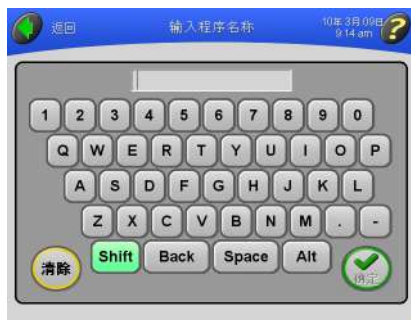 返回
输入程序名称
10年 3月 09日
9:14 am
?
1 2 3 4 5 6 7 8 9 0
Q W E R T Y U I O P
A S D F G H J K L
Z X C V B N M . -
清除
Shift Back Space Alt
确定